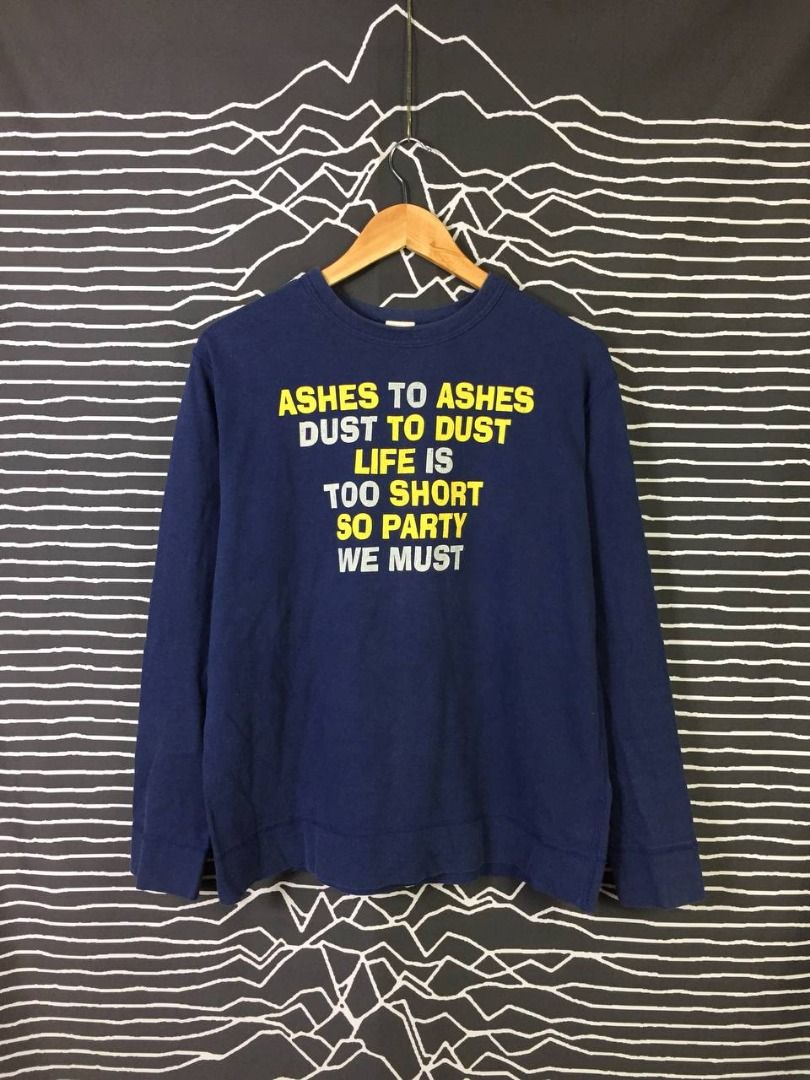 ASHES TO ASHES
DUST TO DUST
LIFE IS
TOO SHORT
SO PARTY
WE MUST